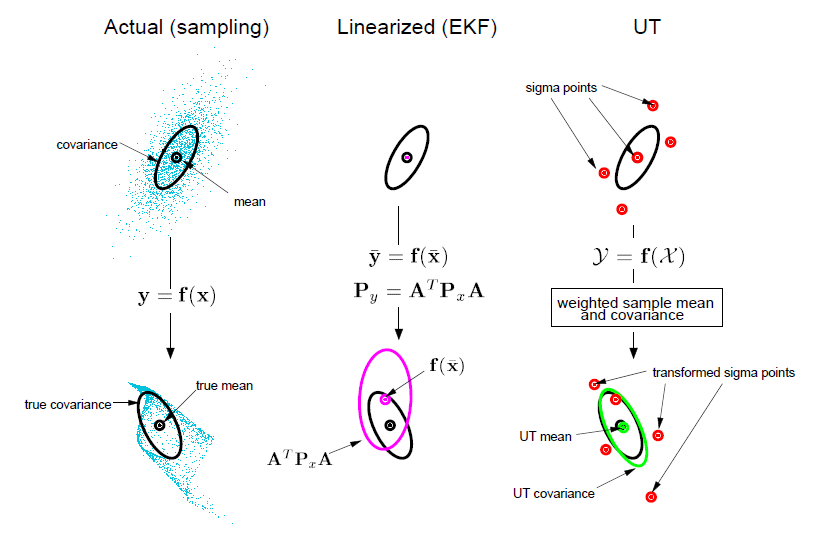 Actual (sampling)
Linearized (EKF)
UT
sigma points
covariance
mean
y = f(x)
ȳ = f(x̄)
P_y = A^T P_x A
𝒴 = f(𝒳)
weighted sample mean
and covariance
true mean
true covariance
f(x̄)
A^T P_x A
transformed sigma points
UT mean
UT covariance